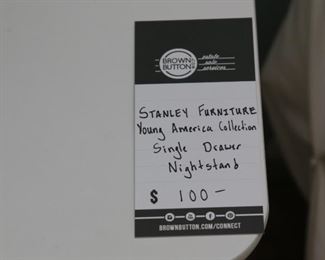 BROWN
BUTTON
estate
sale
services
STANLEY FURNITURE
Young America Collection
Single Drawer
Nightstand
$ 100-
BROWNBUTTON.COM/CONNECT